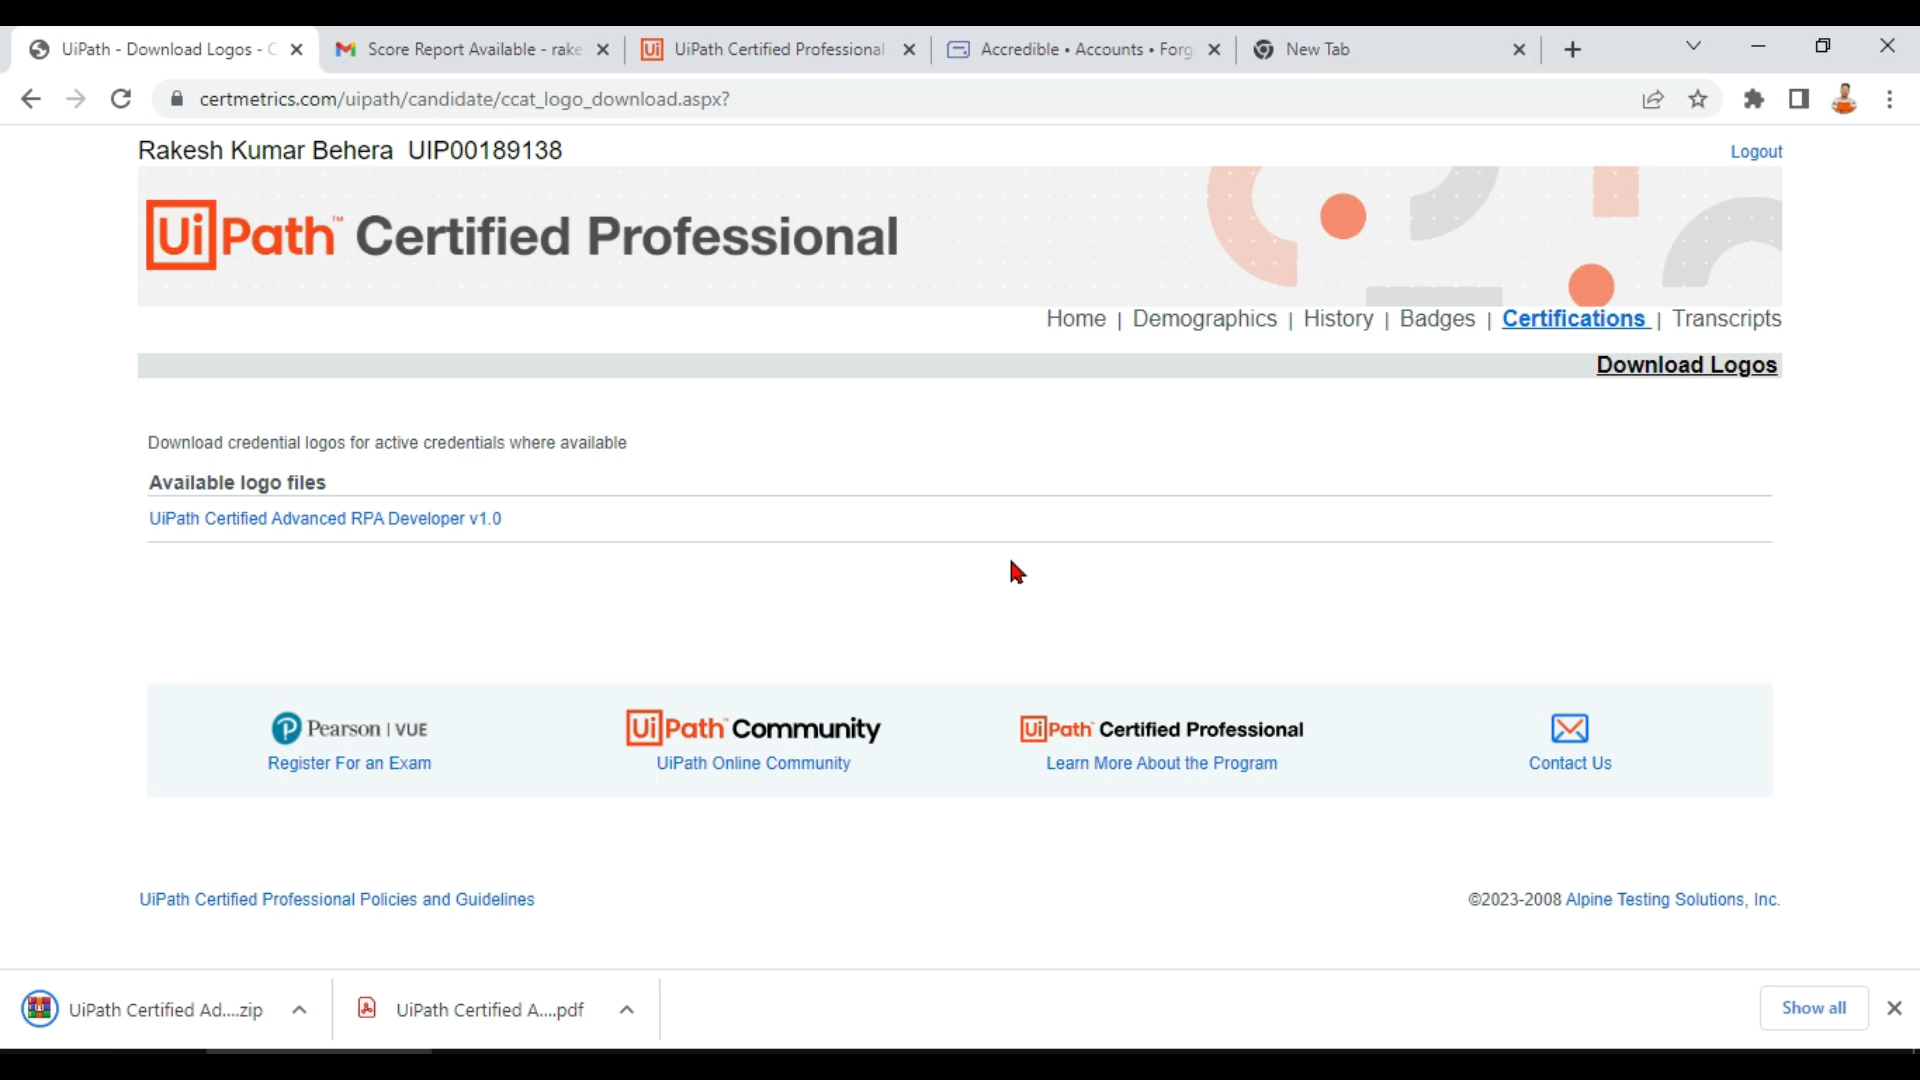 UiPath - Download Logos - C
Score Report Available - rake
Ui
UiPath Certified Professional
Accredible • Accounts • Forg
New Tab
certmetrics.com/uipath/candidate/ccat_logo_download.aspx?
Rakesh Kumar Behera UIP00189138
Logout
UiPath™ Certified Professional
Home | Demographics | History | Badges | Certifications | Transcripts
Download Logos
Download credential logos for active credentials where available
Available logo files
UiPath Certified Advanced RPA Developer v1.0
Pearson | VUE
UiPath™ Community
UiPath™ Certified Professional
Register For an Exam
UiPath Online Community
Learn More About the Program
Contact Us
UiPath Certified Professional Policies and Guidelines
©2023-2008 Alpine Testing Solutions, Inc.
UiPath Certified Ad....zip
UiPath Certified A....pdf
Show all